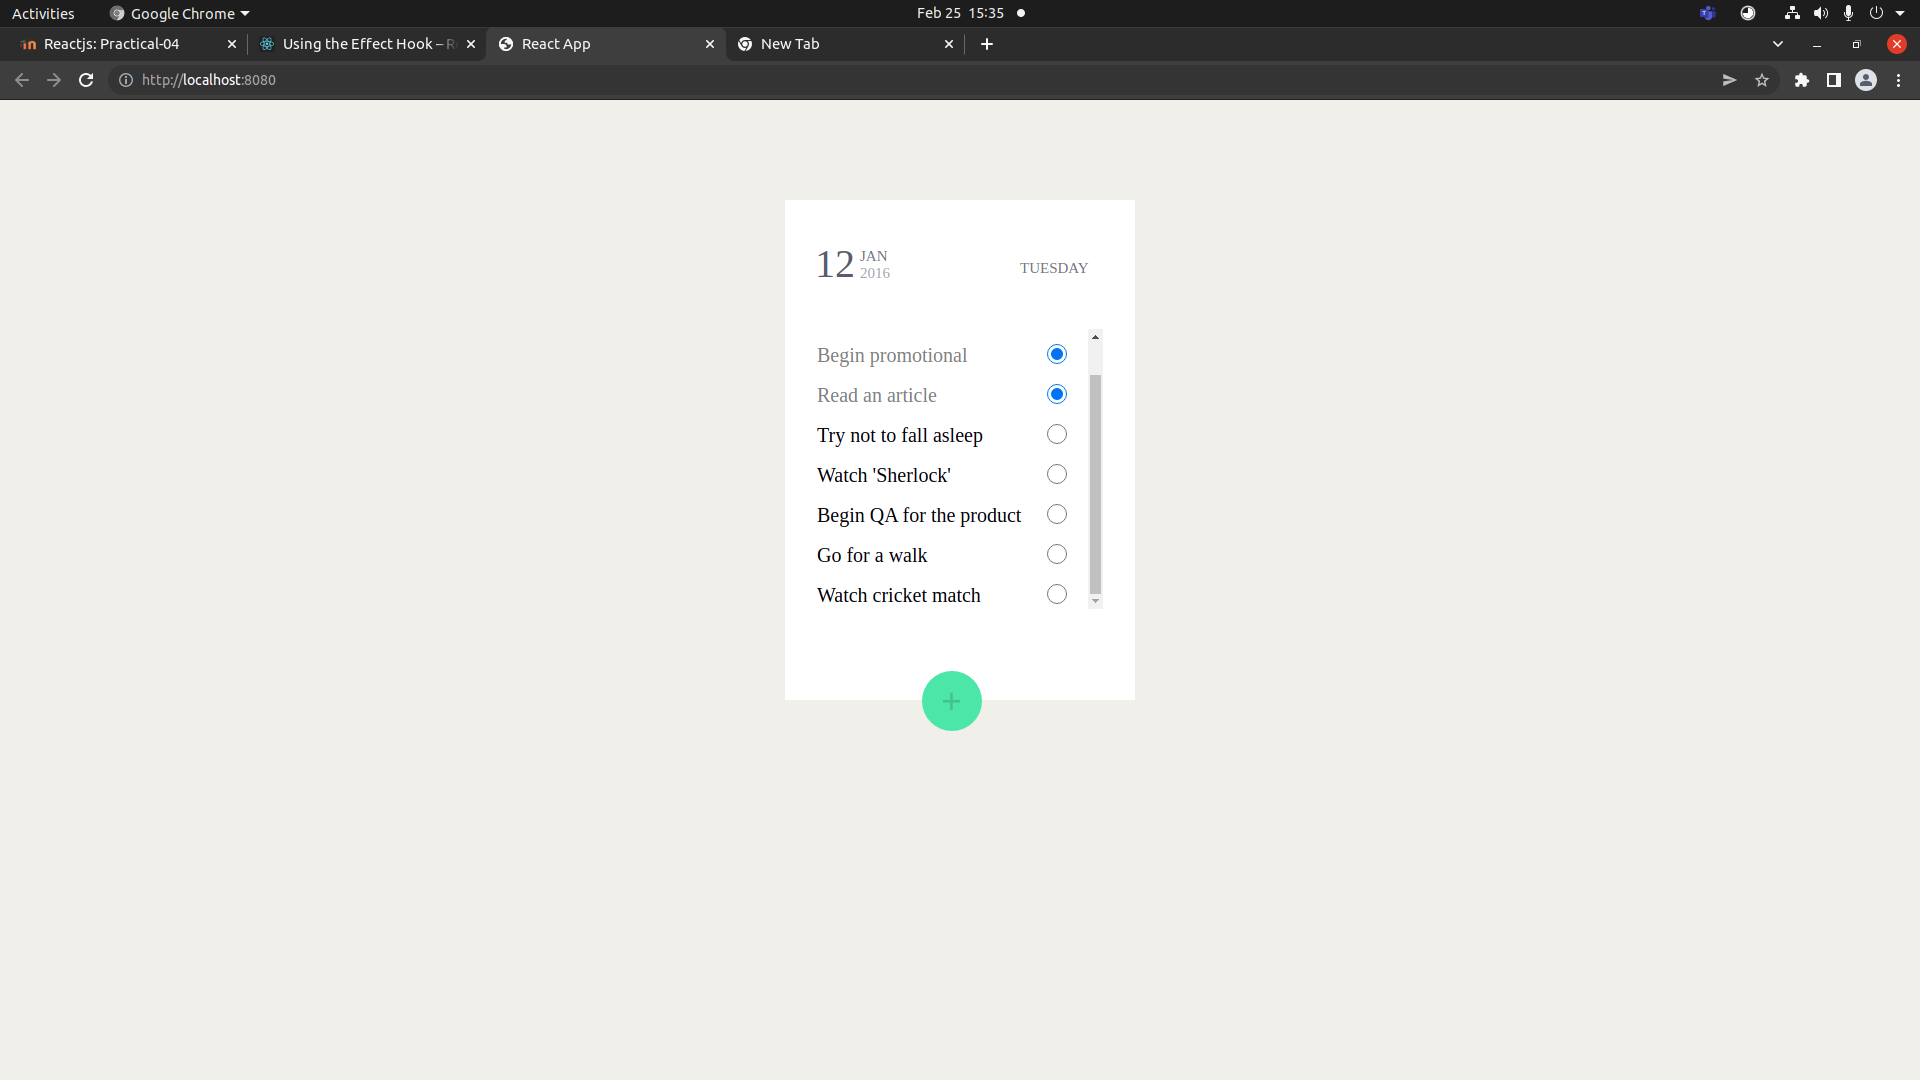 Activities Google Chrome Feb 25 15:35
Reactjs: Practical-04 Using the Effect Hook – R React App New Tab
http://localhost:8080
12 JAN
2016
TUESDAY
Begin promotional
Read an article
Try not to fall asleep
Watch 'Sherlock'
Begin QA for the product
Go for a walk
Watch cricket match
+